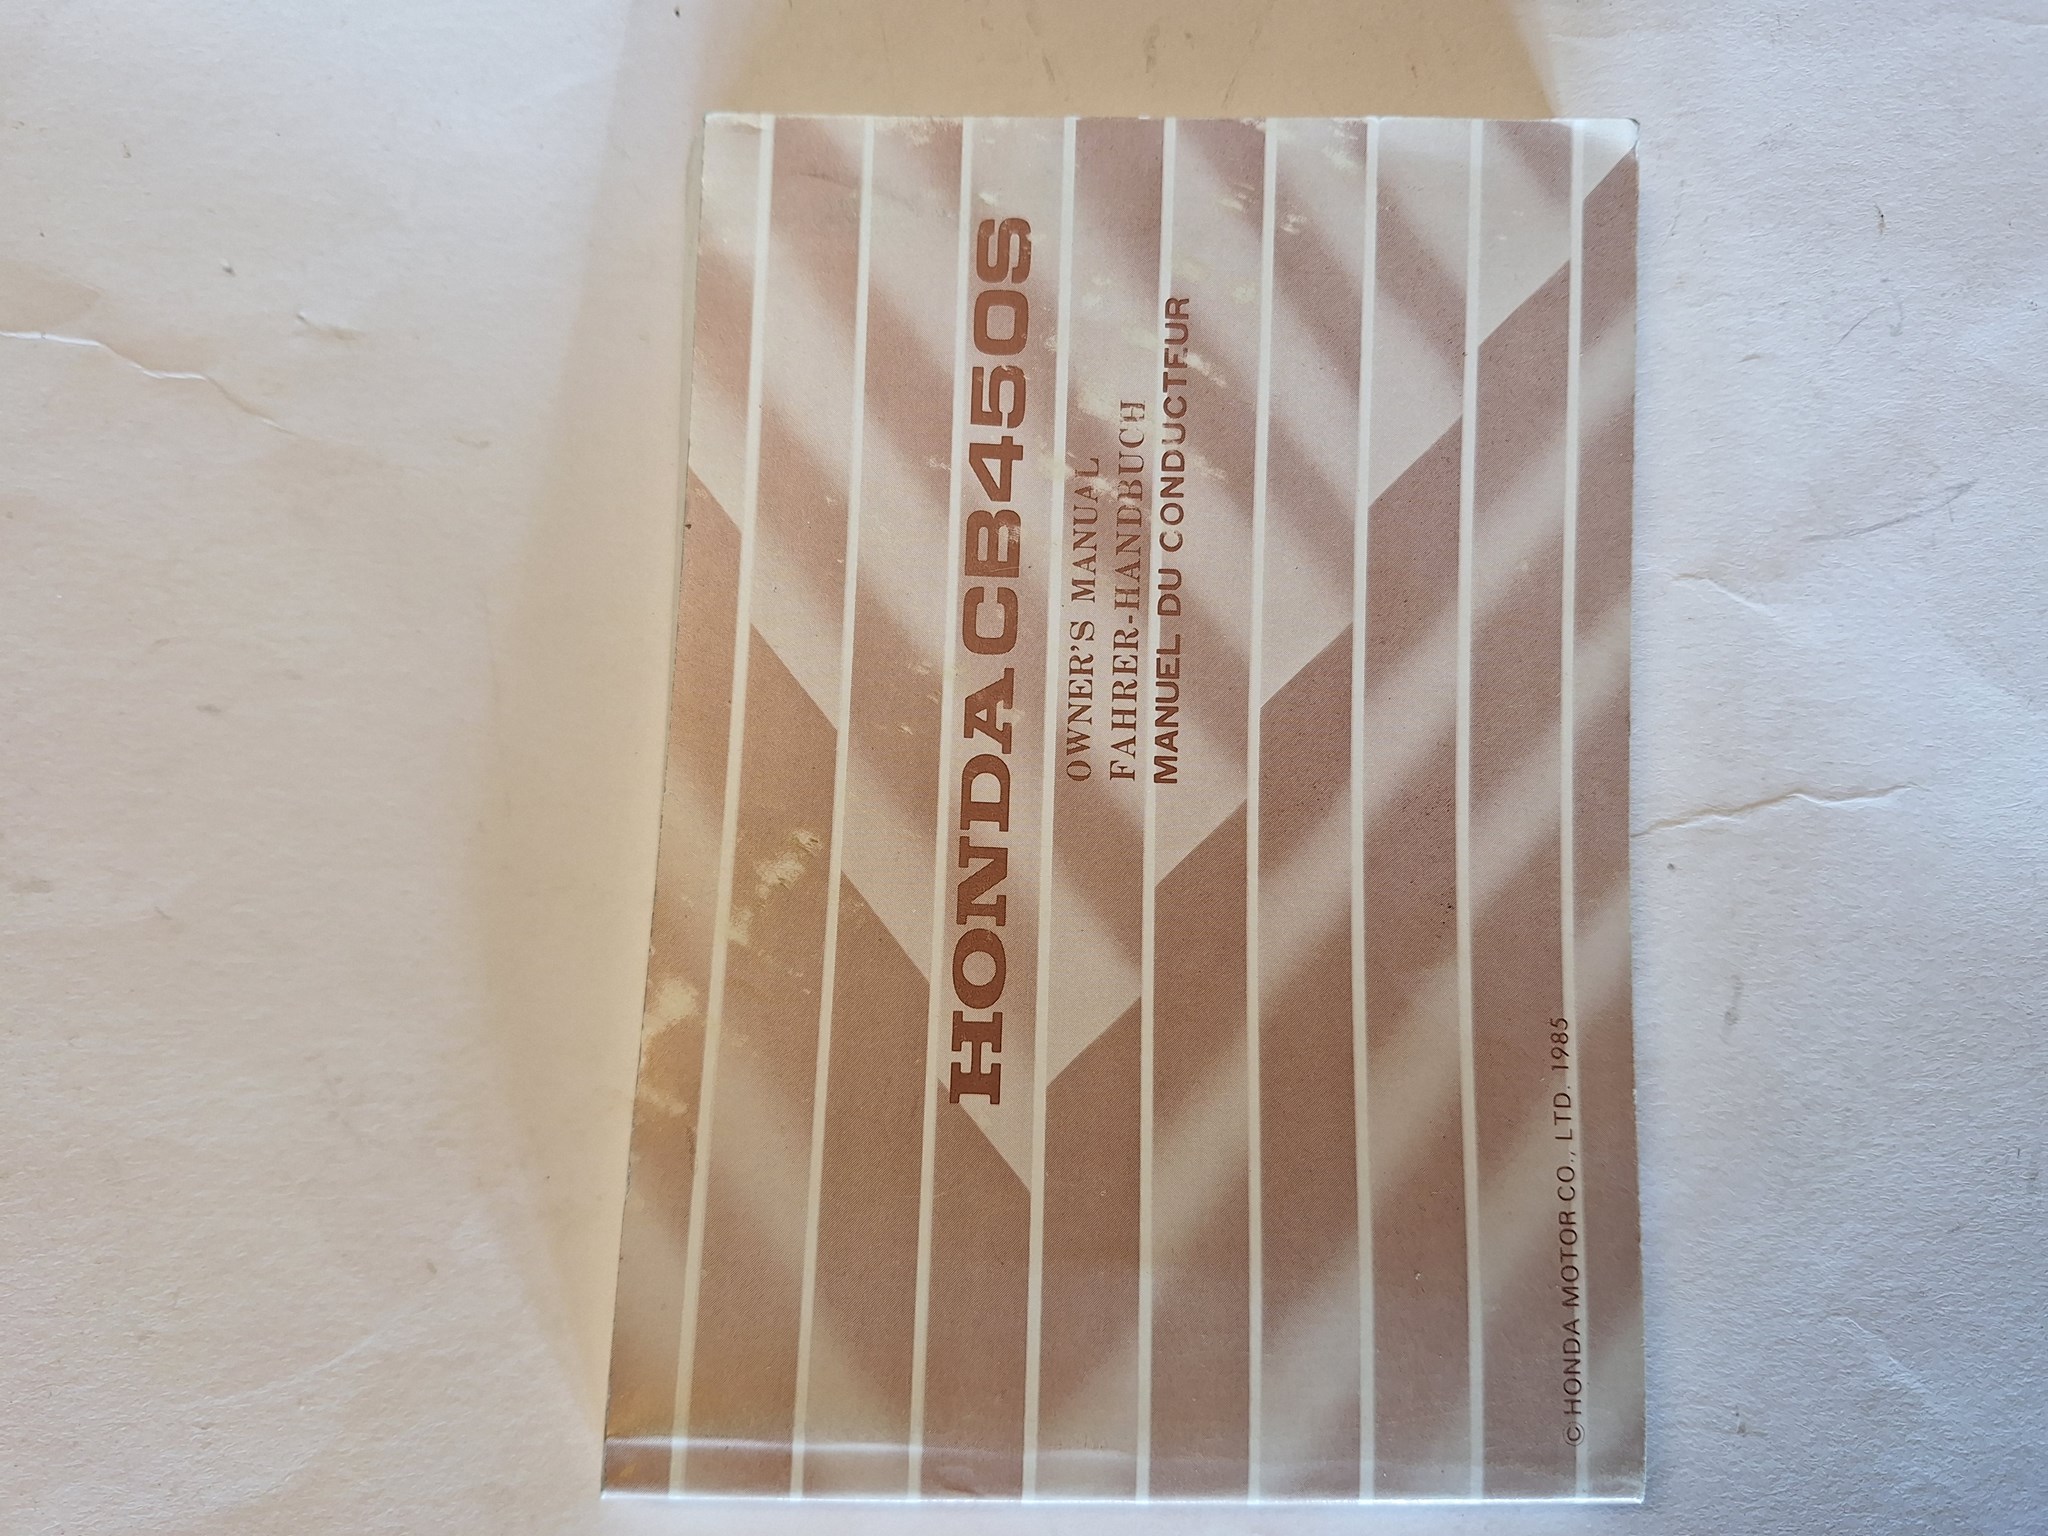 HONDA CB450S
OWNER'S MANUAL
FAHRER-HANDBUCH
MANUEL DU CONDUCTEUR
© HONDA MOTOR CO., LTD. 1985